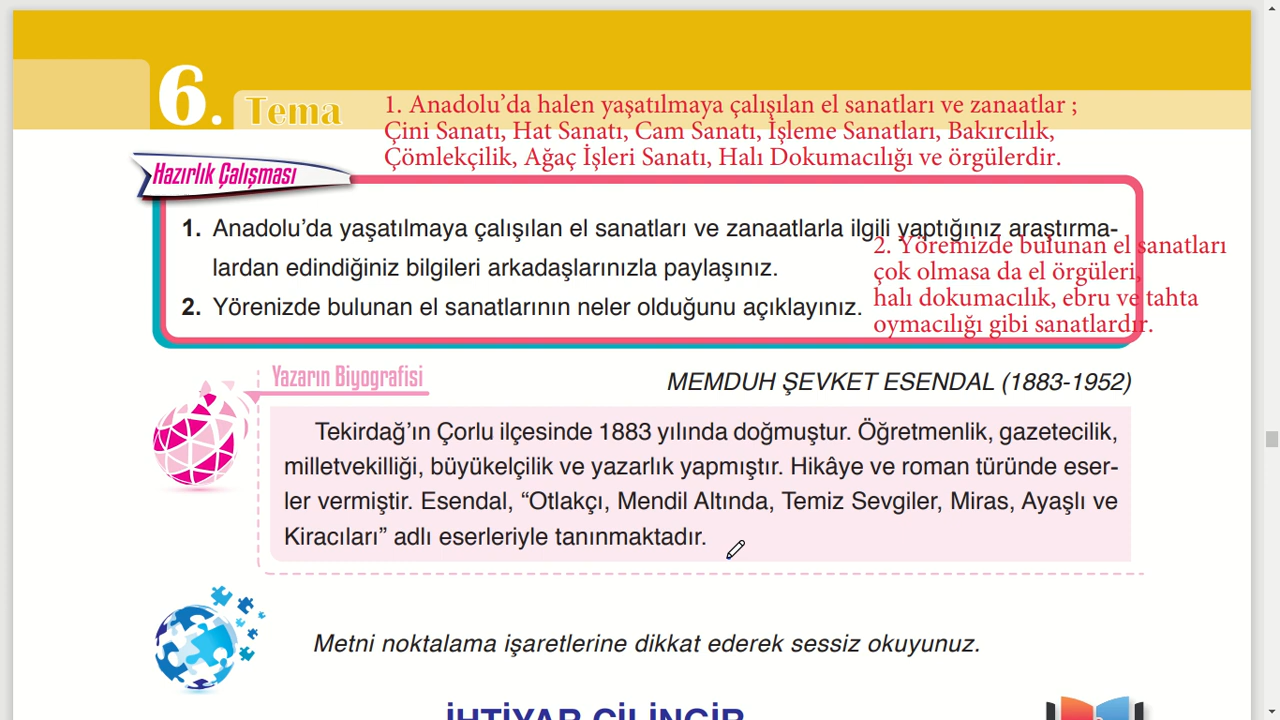 6. Tema
1. Anadolu’da halen yaşatılmaya çalışılan el sanatları ve zanaatlar ;
Çini Sanatı, Hat Sanatı, Cam Sanatı, İşleme Sanatları, Bakırcılık,
Çömlekçilik, Ağaç İşleri Sanatı, Halı Dokumacılığı ve örgülerdir.
Hazırlık Çalışması
1. Anadolu’da yaşatılmaya çalışılan el sanatları ve zanaatlarla ilgili yaptığınız araştırma-
lardan edindiğiniz bilgileri arkadaşlarınızla paylaşınız.
2. Yörenizde bulunan el sanatlarının neler olduğunu açıklayınız.
2. Yöremizde bulunan el sanatları
çok olmasa da el örgüleri,
halı dokumacılık, ebru ve tahta
oymacılığı gibi sanatlardır.
Yazarın Biyografisi
MEMDUH ŞEVKET ESENDAL (1883-1952)
Tekirdağ’ın Çorlu ilçesinde 1883 yılında doğmuştur. Öğretmenlik, gazetecilik,
milletvekilliği, büyükelçilik ve yazarlık yapmıştır. Hikâye ve roman türünde eser-
ler vermiştir. Esendal, “Otlakçı, Mendil Altında, Temiz Sevgiler, Miras, Ayaşlı ve
Kiracıları” adlı eserleriyle tanınmaktadır.
Metni noktalama işaretlerine dikkat ederek sessiz okuyunuz.
İHTİYAR ÇİLİNGİR